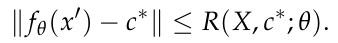 ‖f_θ(x′) − c*‖ ≤ R(X, c*; θ).